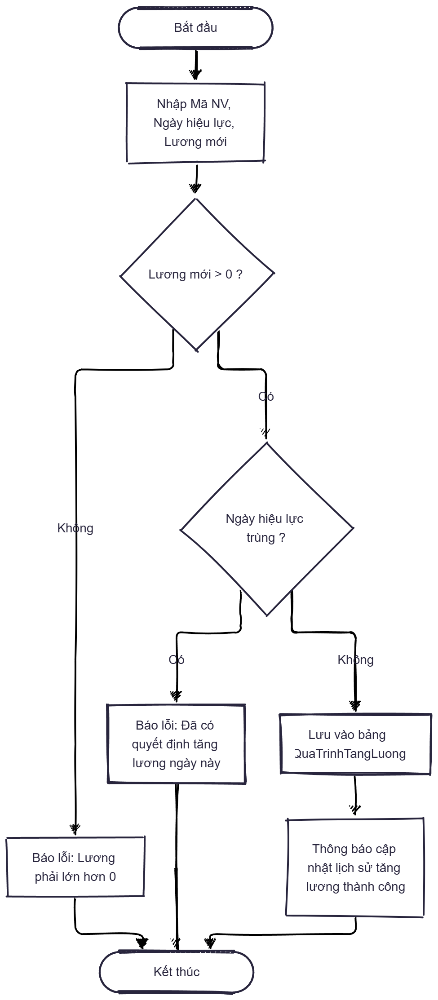 Bắt đầu
Nhập Mã NV,
Ngày hiệu lực,
Lương mới
Lương mới > 0 ?
Có
Ngày hiệu lực
trùng ?
Không
Có
Không
Báo lỗi: Đã có
quyết định tăng
lương ngày này
Lưu vào bảng
QuaTrinhTangLuong
Báo lỗi: Lương
phải lớn hơn 0
Thông báo cập
nhật lịch sử tăng
lương thành công
Kết thúc